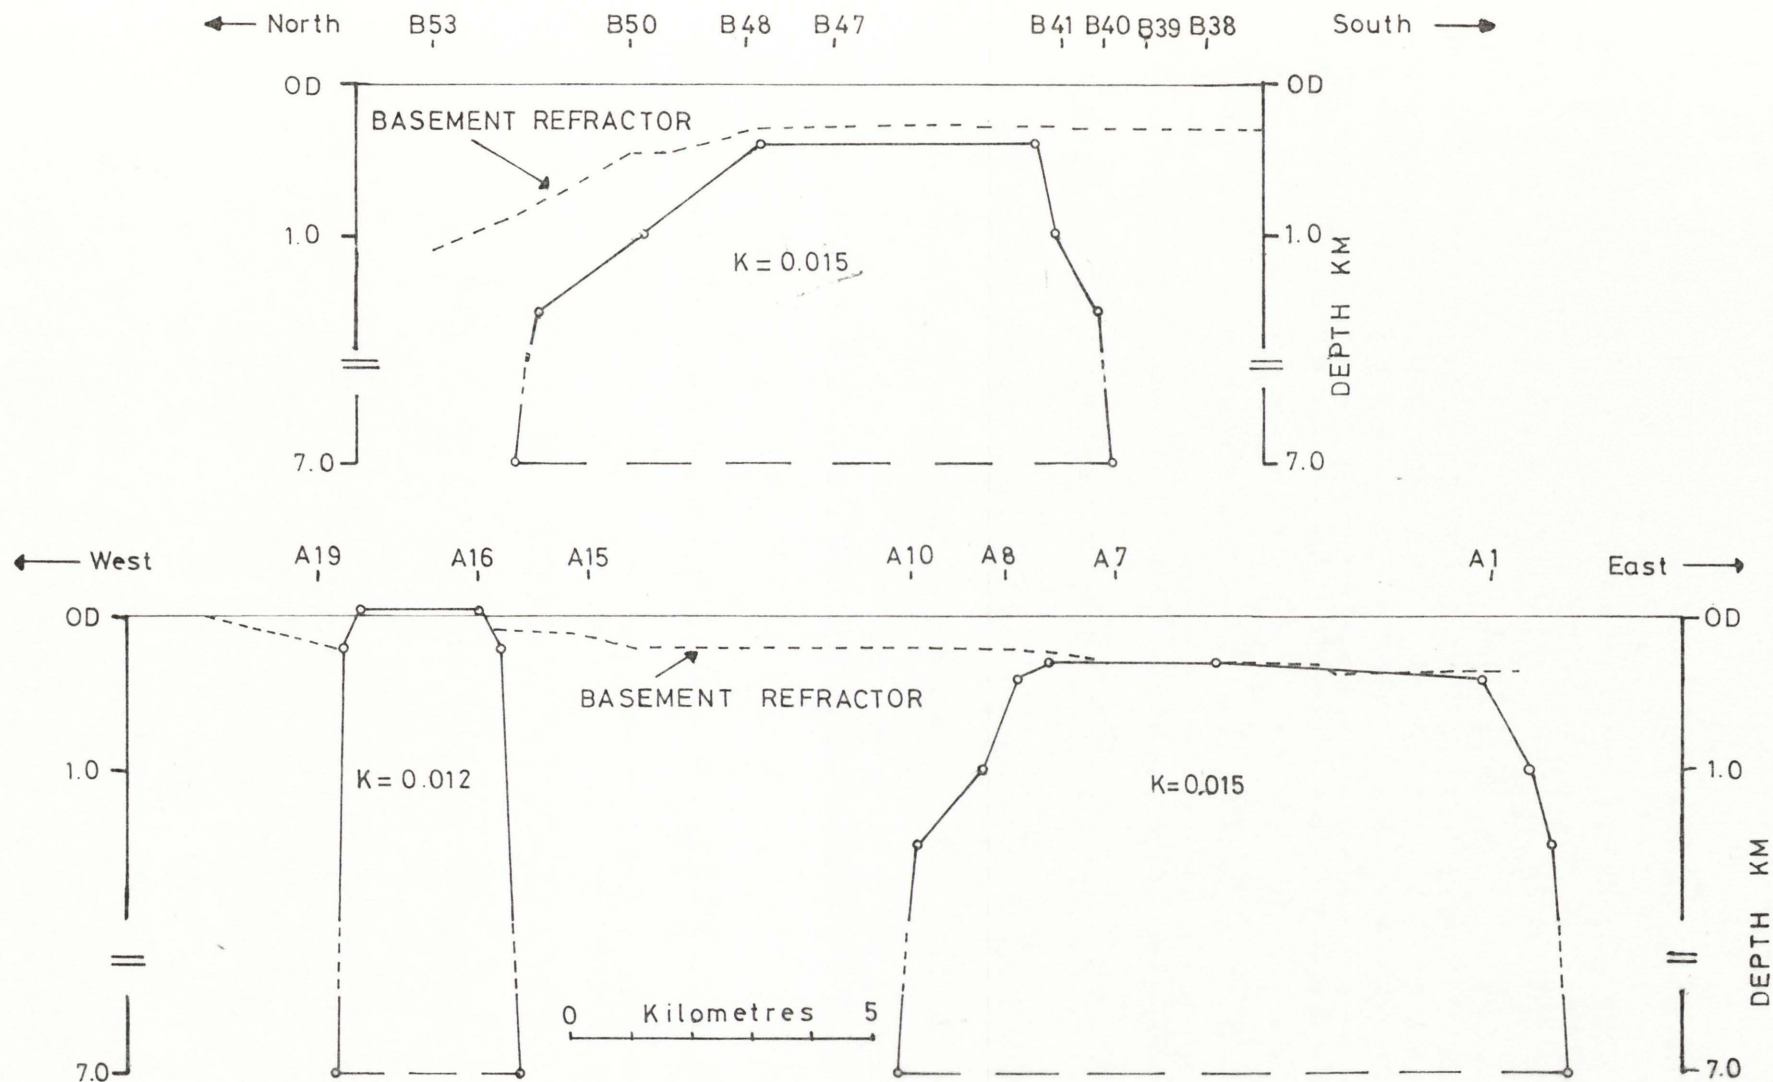 North B53 B50 B48 B47 B41 B40 B39 B38 South
OD OD
BASEMENT REFRACTOR
1.0 1.0
K = 0.015
DEPTH KM
7.0 7.0
West A19 A16 A15 A10 A8 A7 A1 East
OD OD
BASEMENT REFRACTOR
1.0 1.0
K = 0.012 K=0.015
DEPTH KM
0 Kilometres 5
7.0 7.0